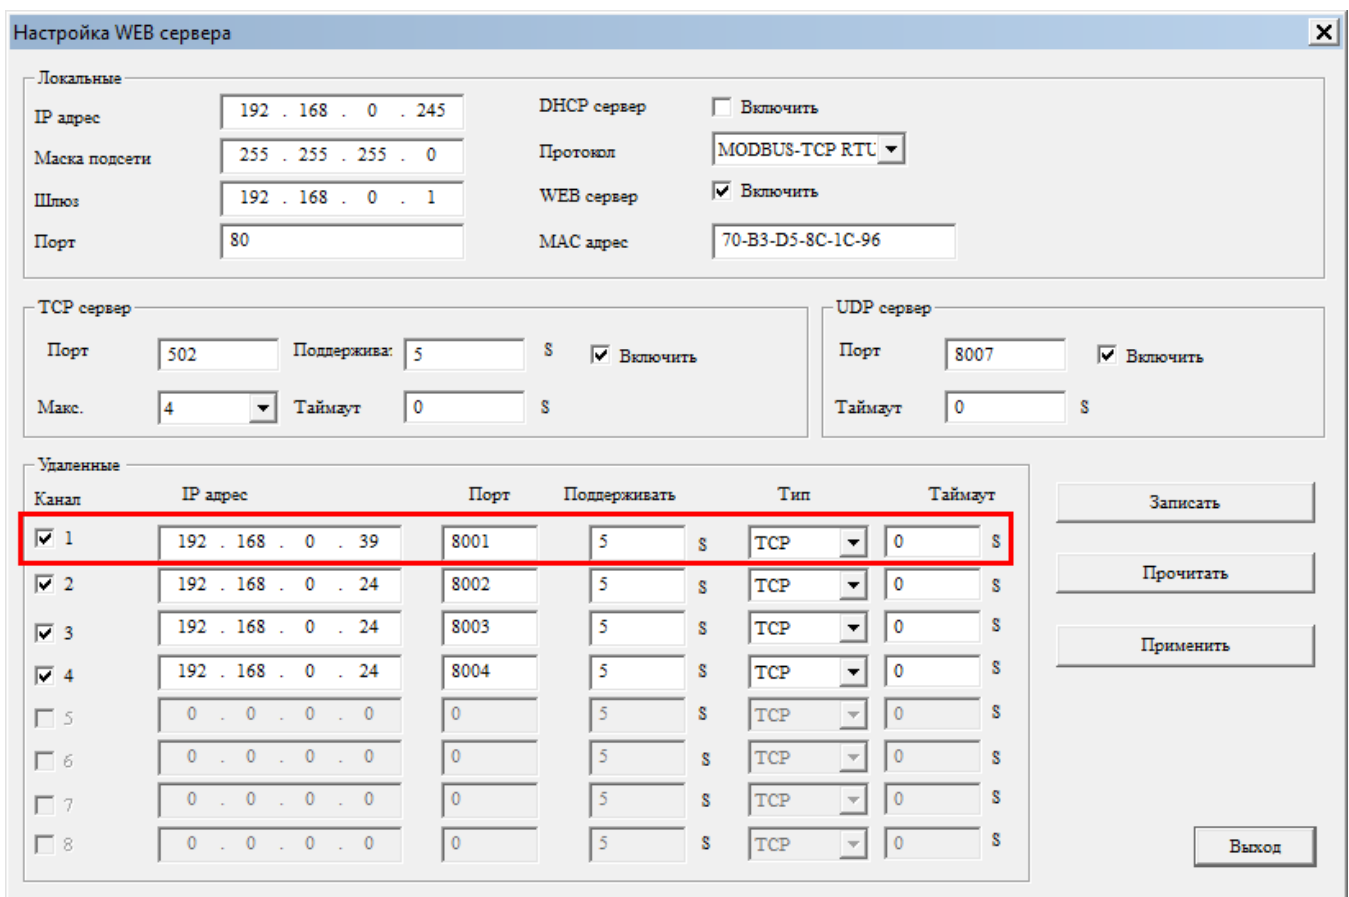 Настройка WEB сервера
Локальные
IP адрес 192 . 168 . 0 . 245 DHCP сервер Включить
Маска подсети 255 . 255 . 255 . 0 Протокол MODBUS-TCP RTU
Шлюз 192 . 168 . 0 . 1 WEB сервер Включить
Порт 80 MAC адрес 70-B3-D5-8C-1C-96
TCP сервер UDP сервер
Порт 502 Поддержива: 5 S Включить Порт 8007 Включить
Макс. 4 Таймаут 0 S Таймаут 0 S
Удаленные
Канал IP адрес Порт Поддерживать Тип Таймаут Записать
1 192 . 168 . 0 . 39 8001 5 S TCP 0 S
2 192 . 168 . 0 . 24 8002 5 S TCP 0 S Прочитать
3 192 . 168 . 0 . 24 8003 5 S TCP 0 S Применить
4 192 . 168 . 0 . 24 8004 5 S TCP 0 S
5 0 . 0 . 0 . 0 0 5 S TCP 0 S
6 0 . 0 . 0 . 0 0 5 S TCP 0 S
7 0 . 0 . 0 . 0 0 5 S TCP 0 S
8 0 . 0 . 0 . 0 0 5 S TCP 0 S Выход